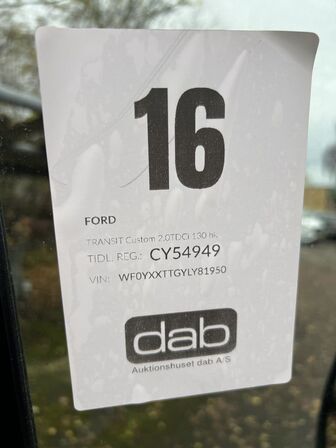 16
FORD
TRANSIT Custom 2.0TDCi 130 hk
TIDL. REG.: CY54949
VIN: WF0YXXTTGYLY81950
dab
Auktionshuset dab A/S